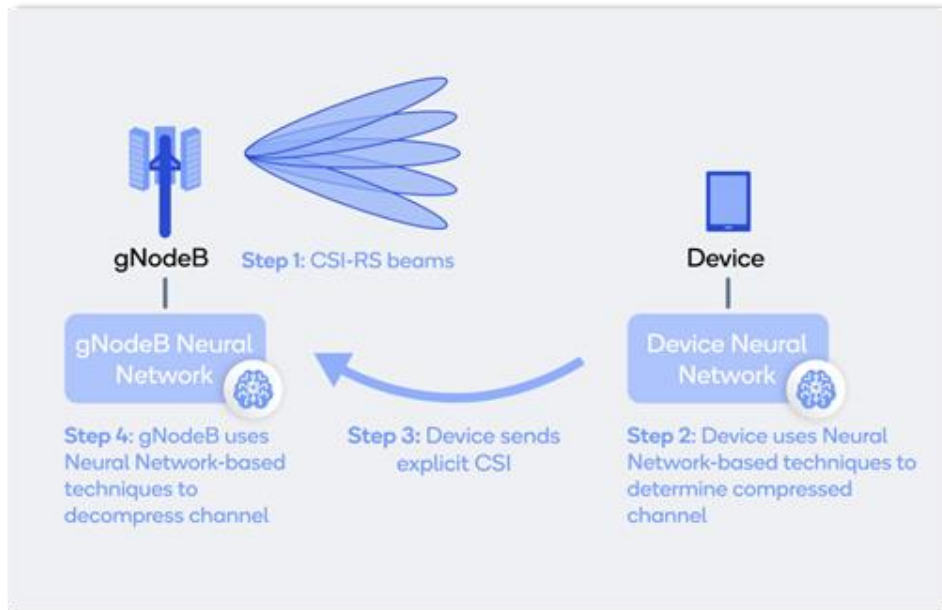 gNodeB
Step 1: CSI-RS beams
Device
gNodeB Neural
Network
Device Neural
Network
Step 4: gNodeB uses
Neural Network-based
techniques to
decompress channel
Step 3: Device sends
explicit CSI
Step 2: Device uses Neural
Network-based techniques to
determine compressed
channel